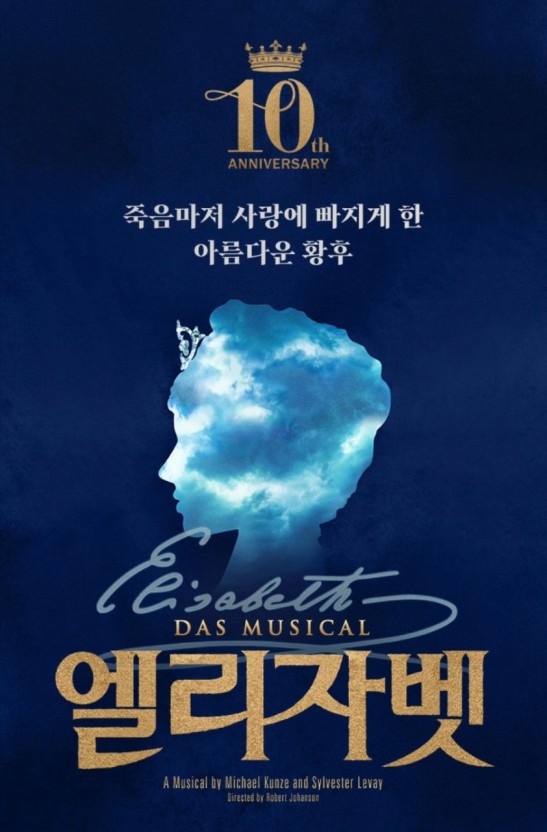 10th
ANNIVERSARY
죽음마저 사랑에 빠지게 한
아름다운 황후
Elisabeth
DAS MUSICAL
엘리자벳
A Musical by Michael Kunze and Sylvester Levay
Directed by Robert Johanson